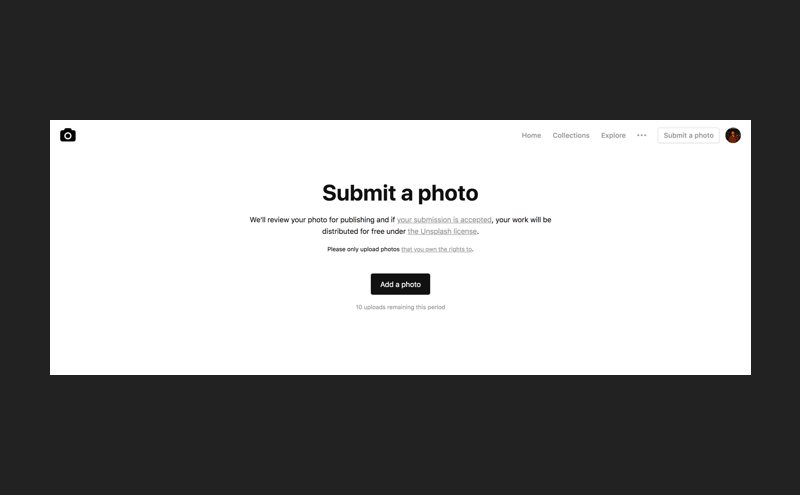 Home Collections Explore ••• Submit a photo
Submit a photo
We'll review your photo for publishing and if your submission is accepted, your work will be
distributed for free under the Unsplash license.
Please only upload photos that you own the rights to.
Add a photo
10 uploads remaining this period